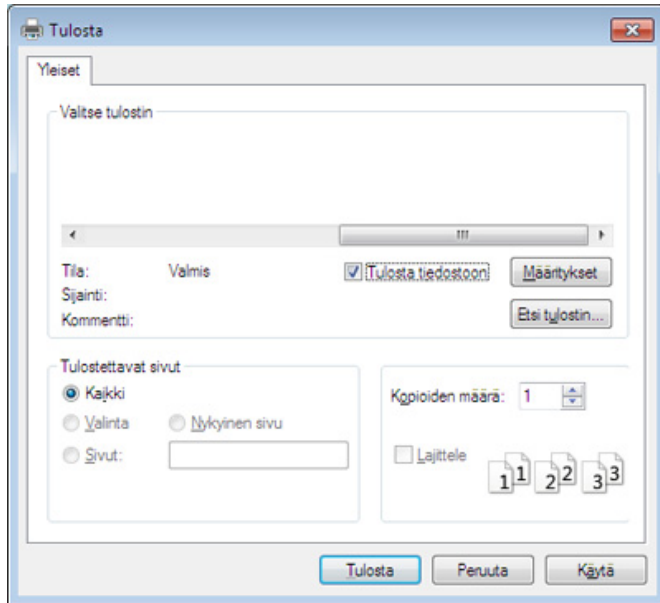 Tulosta
Yleiset
Valitse tulostin
Tila: Valmis
Tulosta tiedostoon
Määritykset
Sijainti:
Kommentti:
Etsi tulostin...
Tulostettavat sivut
Kaikki
Valinta
Nykyinen sivu
Sivut:
Kopioiden määrä: 1
Lajittele
1 1 2 2 3 3
Tulosta
Peruuta
Käytä